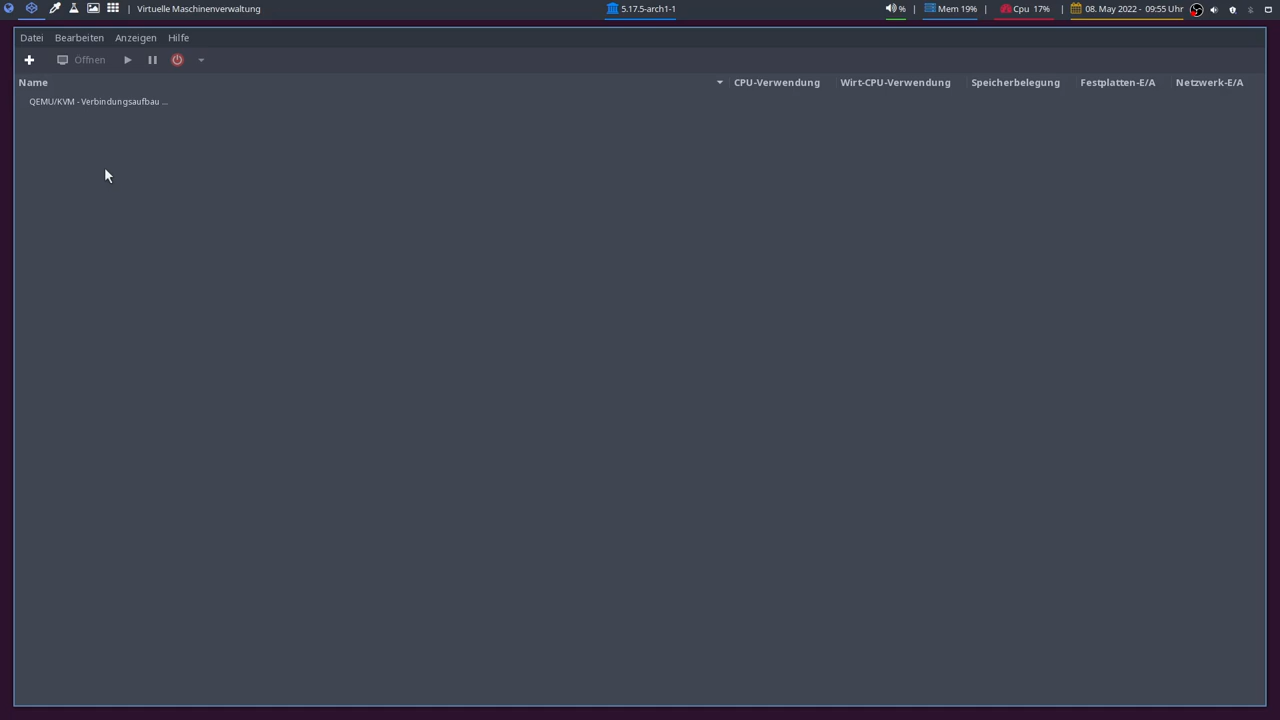 Virtuelle Maschinenverwaltung
5.17.5-arch1-1
% | Mem 19% | Cpu 17% | 08. May 2022 - 09:55 Uhr
Datei Bearbeiten Anzeigen Hilfe
Öffnen
Name CPU-Verwendung Wirt-CPU-Verwendung Speicherbelegung Festplatten-E/A Netzwerk-E/A
QEMU/KVM - Verbindungsaufbau ...